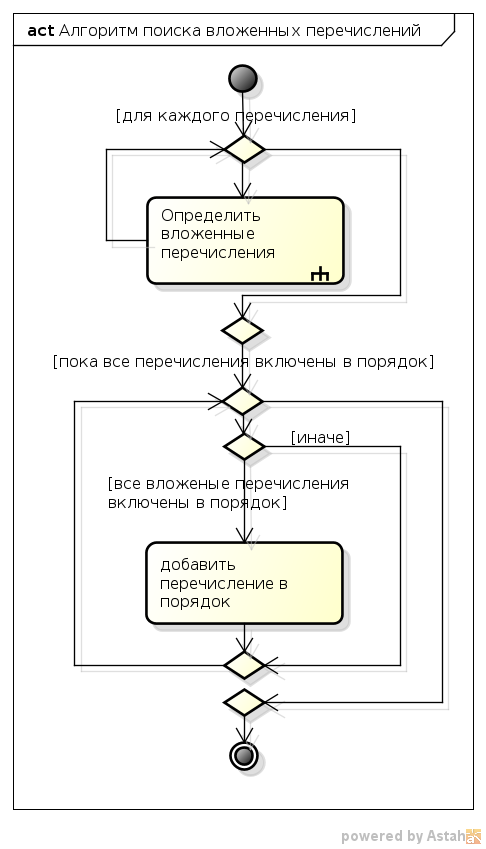 act Алгоритм поиска вложенных перечислений
[для каждого перечисления]
Определить
вложенные
перечисления
[пока все перечисления включены в порядок]
[иначе]
[все вложеные перечисления
включены в порядок]
добавить
перечисление в
порядок
powered by Astah